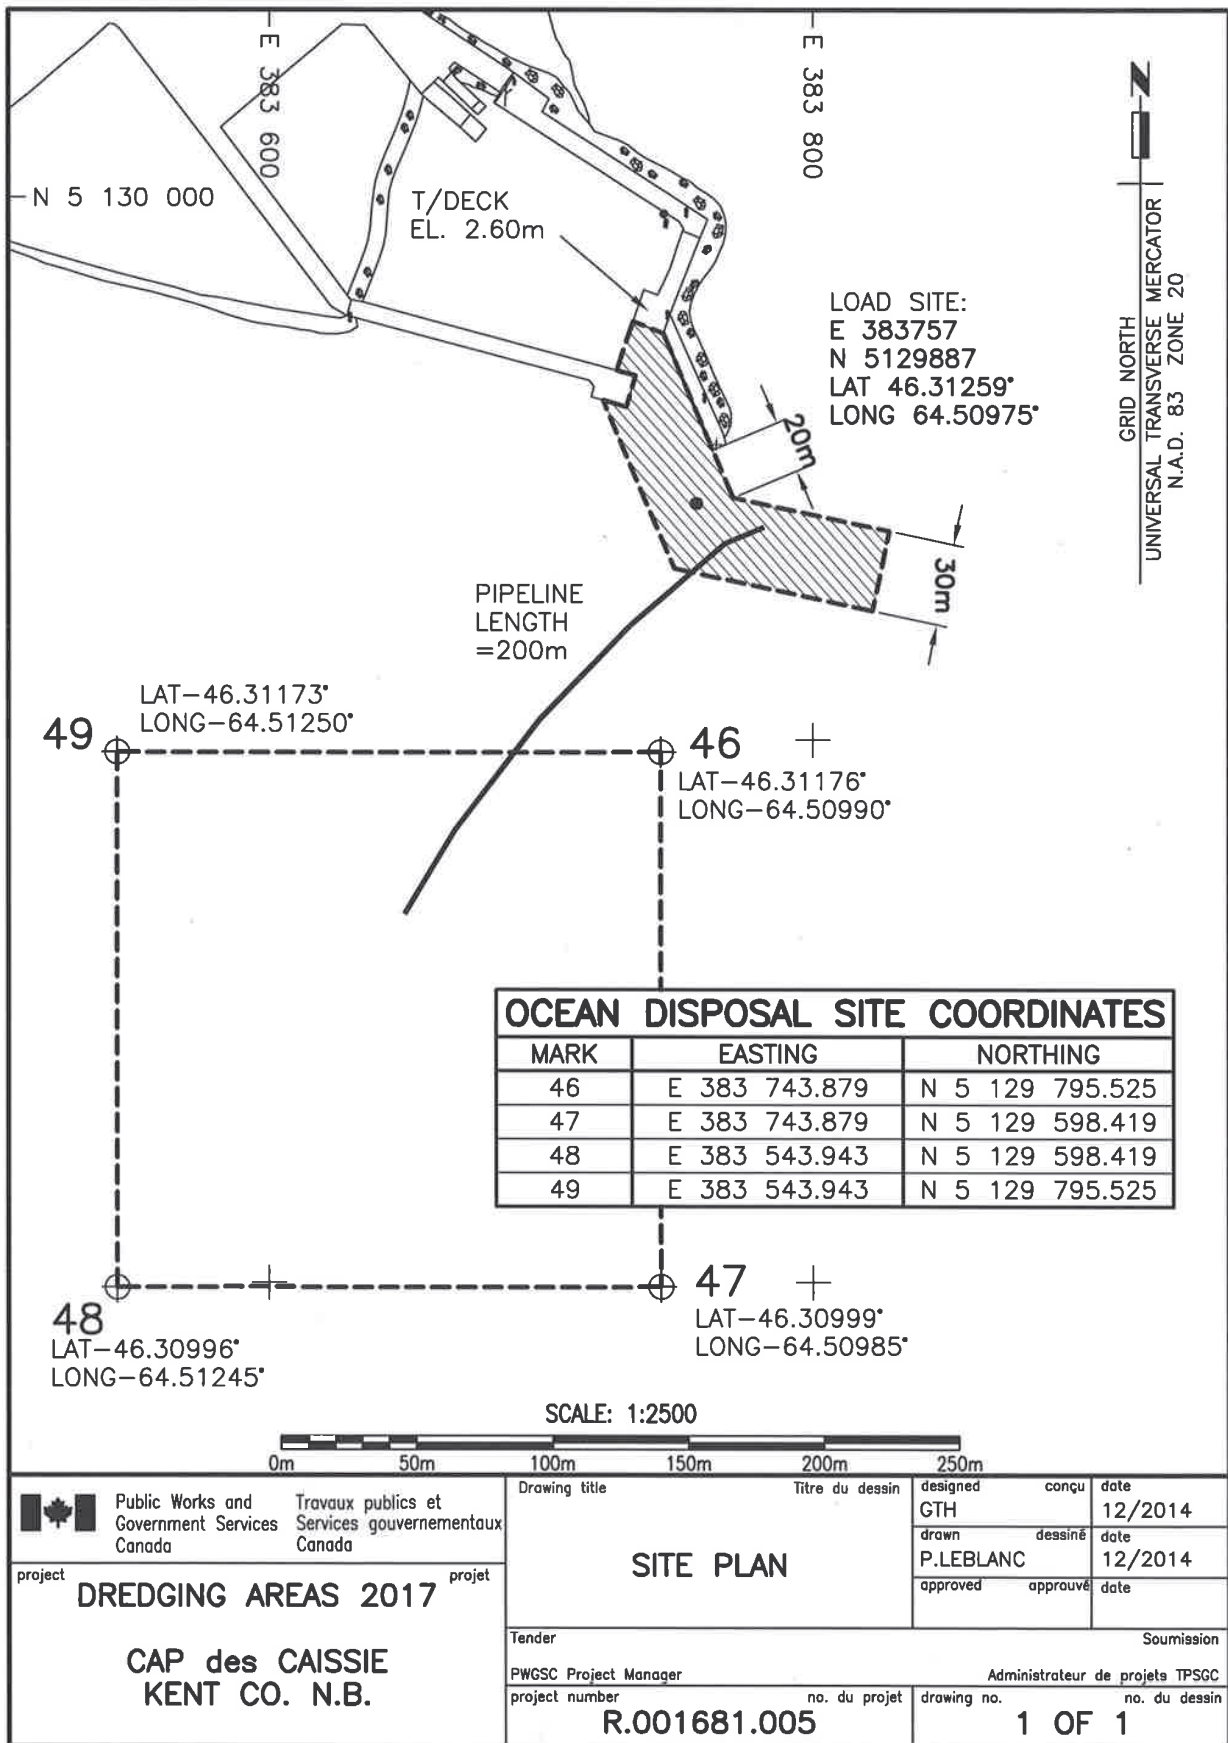 E 383 600
E 383 800
N 5 130 000
T/DECK
EL. 2.60m
N
GRID NORTH
UNIVERSAL TRANSVERSE MERCATOR
N.A.D. 83 ZONE 20
LOAD SITE:
E 383757
N 5129887
LAT 46.31259°
LONG 64.50975°
20m
30m
PIPELINE
LENGTH
=200m
LAT-46.31173°
LONG-64.51250°
49
46
LAT-46.31176°
LONG-64.50990°
OCEAN DISPOSAL SITE COORDINATES
MARK EASTING NORTHING
46 E 383 743.879 N 5 129 795.525
47 E 383 743.879 N 5 129 598.419
48 E 383 543.943 N 5 129 598.419
49 E 383 543.943 N 5 129 795.525
48
LAT-46.30996°
LONG-64.51245°
47
LAT-46.30999°
LONG-64.50985°
SCALE: 1:2500
0m 50m 100m 150m 200m 250m
Public Works and
Government Services
Canada
Travaux publics et
Services gouvernementaux
Canada
project projet
DREDGING AREAS 2017
CAP des CAISSIE
KENT CO. N.B.
Drawing title Titre du dessin
SITE PLAN
designed conçu date
GTH 12/2014
drawn dessiné date
P.LEBLANC 12/2014
approved approuvé date
Tender Soumission
PWGSC Project Manager Administrateur de projets TPSGC
project number no. du projet
R.001681.005
drawing no. no. du dessin
1 OF 1